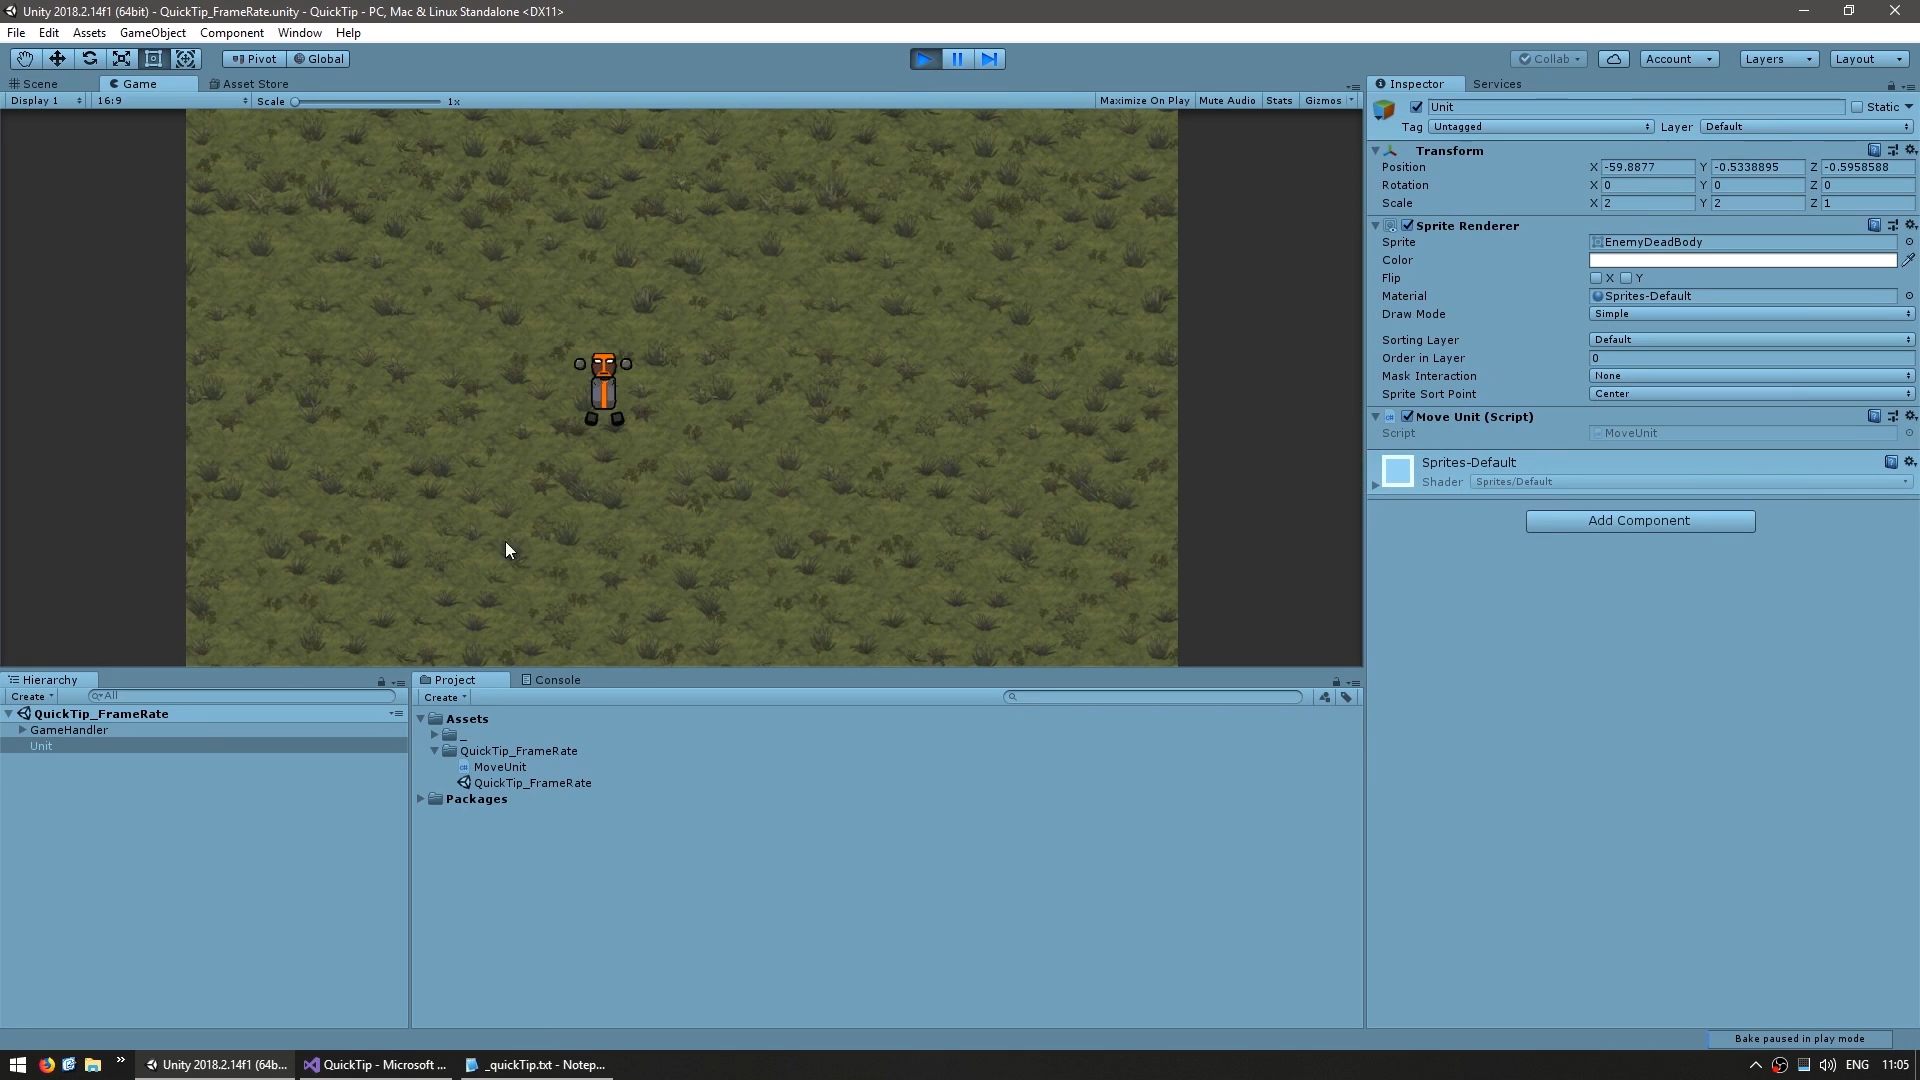 Unity 2018.2.14f1 (64bit) - QuickTip_FrameRate.unity - QuickTip - PC, Mac & Linux Standalone <DX11>
File Edit Assets GameObject Component Window Help
Pivot Global Collab Account Layers Layout
Scene Game Asset Store
Display 1 16:9 Scale 1x Maximize On Play Mute Audio Stats Gizmos
Inspector Services
Unit Static
Tag Untagged Layer Default
Transform
Position X -59.8877 Y -0.5338895 Z -0.5958588
Rotation X 0 Y 0 Z 0
Scale X 2 Y 2 Z 1
Sprite Renderer
Sprite EnemyDeadBody
Color
Flip X Y
Material Sprites-Default
Draw Mode Simple
Sorting Layer Default
Order in Layer 0
Mask Interaction None
Sprite Sort Point Center
Move Unit (Script)
Script MoveUnit
Sprites-Default
Shader Sprites/Default
Add Component
Hierarchy
Create All
QuickTip_FrameRate
GameHandler
Unit
Project Console
Create
Assets
_
QuickTip_FrameRate
MoveUnit
QuickTip_FrameRate
Packages
Bake paused in play mode
» Unity 2018.2.14f1 (64b... QuickTip - Microsoft ... _quickTip.txt - Notep... ENG 11:05